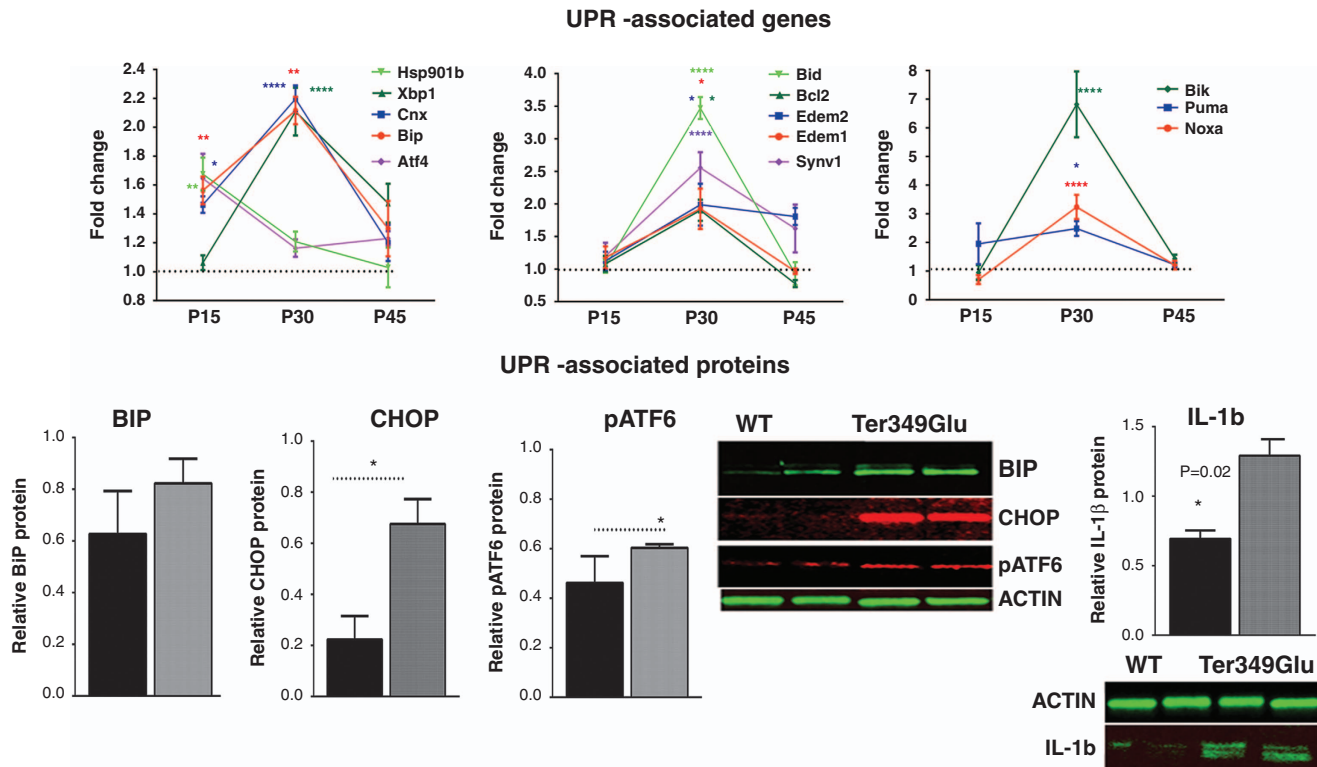 UPR -associated genes
Fold change
2.4
2.2
2.0
1.8
1.6
1.4
1.2
1.0
0.8
** **** ****
** * **
Hsp901b
Xbp1
Cnx
Bip
Atf4
P15 P30 P45
Fold change
4.0
3.5
3.0
2.5
2.0
1.5
1.0
0.5
****
*
* *
****
Bid
Bcl2
Edem2
Edem1
Synv1
P15 P30 P45
Fold change
8
6
4
3
2
1
0
****
*
****
Bik
Puma
Noxa
P15 P30 P45
UPR -associated proteins
BIP
Relative BiP protein
1.0
0.8
0.6
0.4
0.2
0.0
CHOP
Relative CHOP protein
1.0
0.8
0.6
0.4
0.2
0.0
*
pATF6
Relative pATF6 protein
1.0
0.8
0.6
0.4
0.2
0.0
*
WT Ter349Glu
BIP
CHOP
pATF6
ACTIN
IL-1b
Relative IL-1β protein
1.5
1.0
0.5
0.0
P=0.02
*
WT Ter349Glu
ACTIN
IL-1b